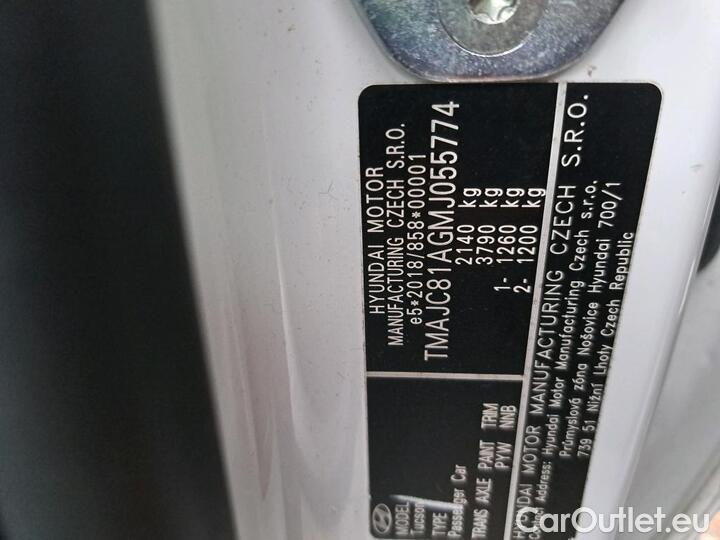 HYUNDAI MOTOR
MANUFACTURING CZECH S.R.O.
e5*2018/858*00001
TMAJC81AGMJ055774
2140 kg
3790 kg
1- 1260 kg
2- 1200 kg
MODEL
Tucson
TYPE
Passenger Car
TRANS AXLE PAINT TRIM
PYW NNB
HYUNDAI MOTOR MANUFACTURING CZECH S.R.O.
Address: Hyundai Motor Manufacturing Czech s.r.o.
Průmyslová zóna Nošovice Hyundai 700/1
739 51 Nižní Lhoty Czech Republic
CarOutlet.eu